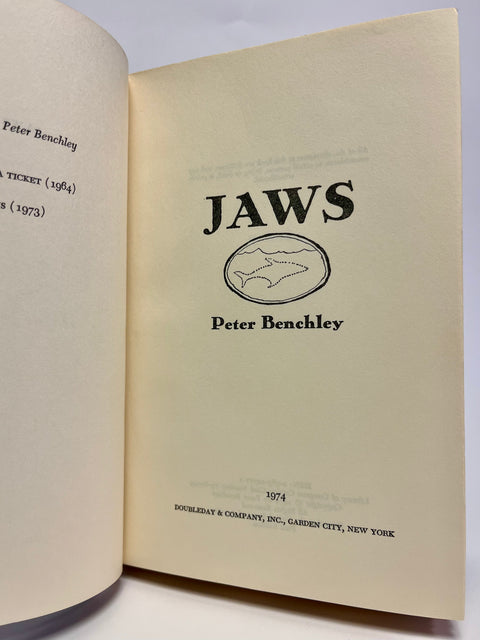 Peter Benchley
A TICKET (1964)
S (1973)
JAWS
Peter Benchley
1974
DOUBLEDAY & COMPANY, INC., GARDEN CITY, NEW YORK